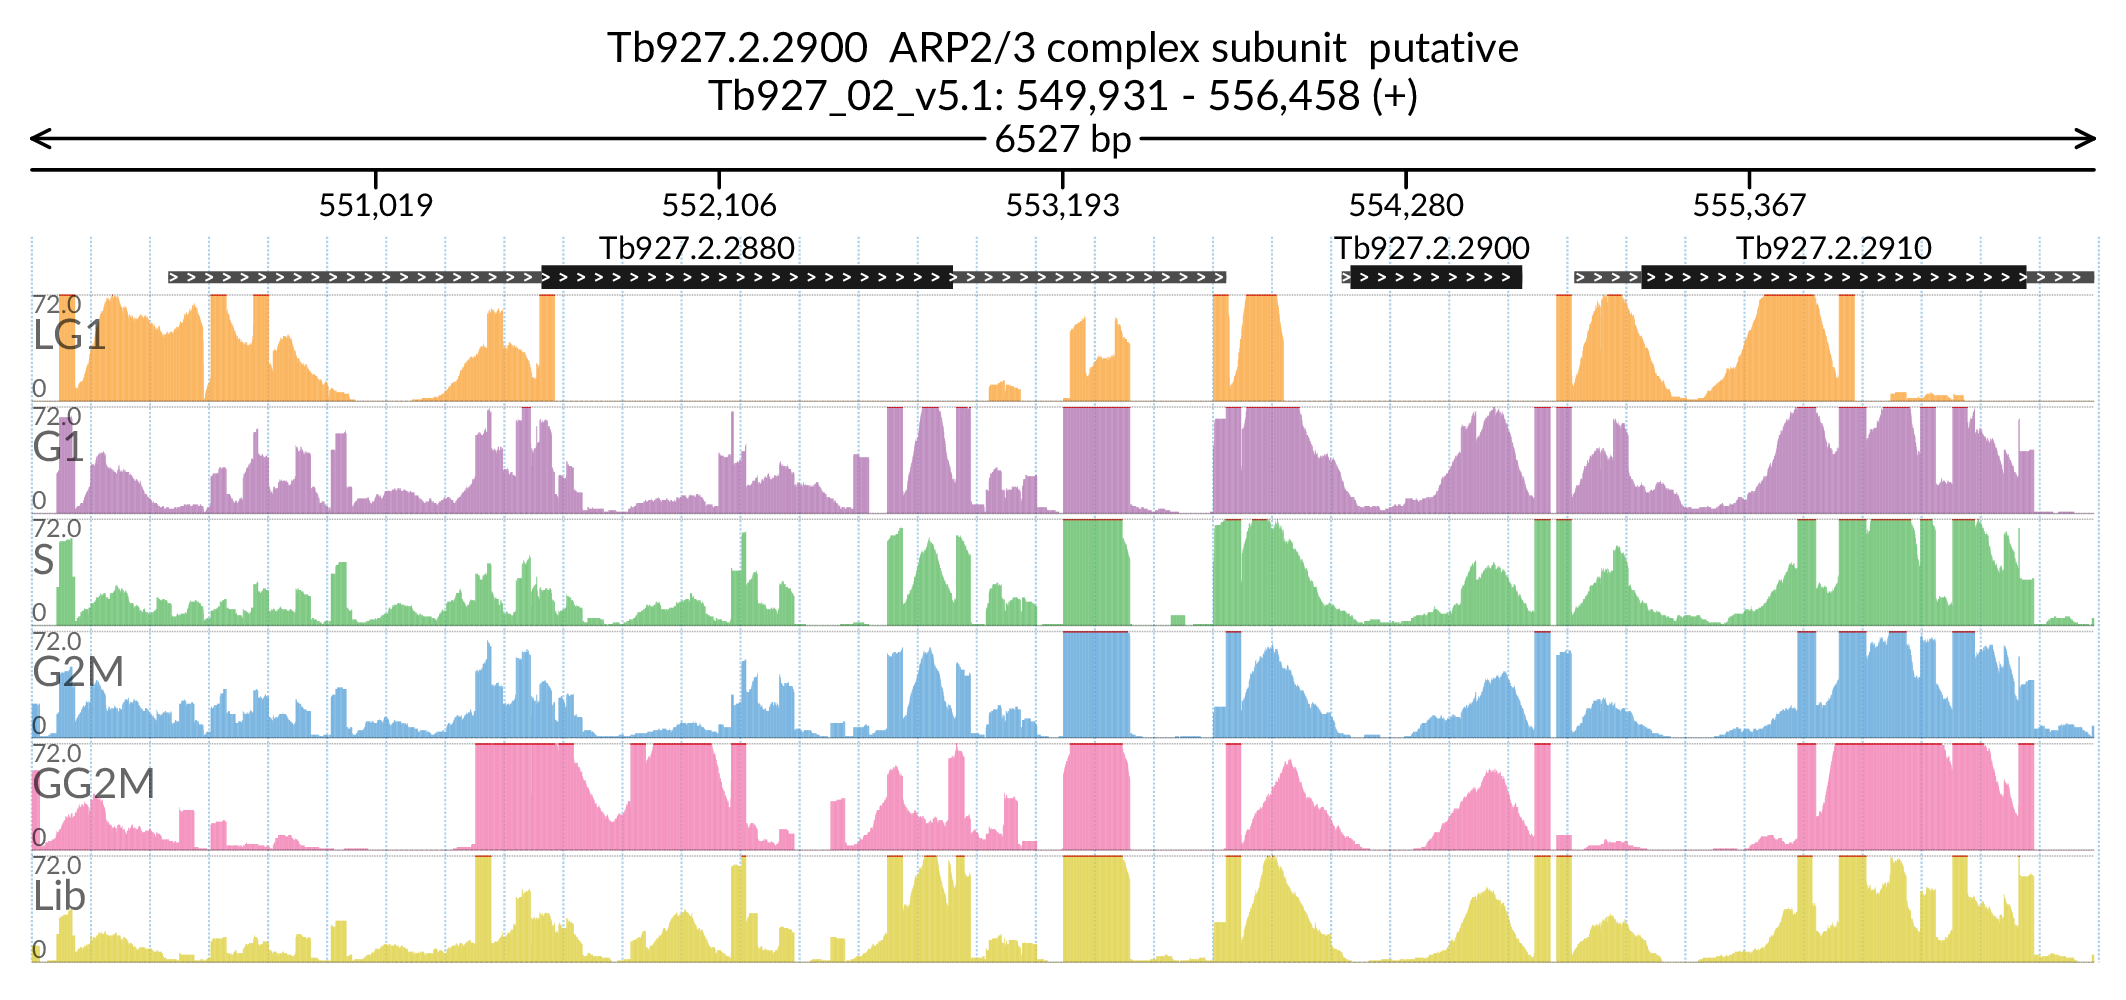 Tb927.2.2900  ARP2/3 complex subunit  putative
Tb927_02_v5.1: 549,931 - 556,458 (+)
6527 bp
551,019 552,106 553,193 554,280 555,367
Tb927.2.2880 Tb927.2.2900 Tb927.2.2910
72.0
LG1
0
72.0
G1
0
72.0
S
0
72.0
G2M
0
72.0
GG2M
0
72.0
Lib
0